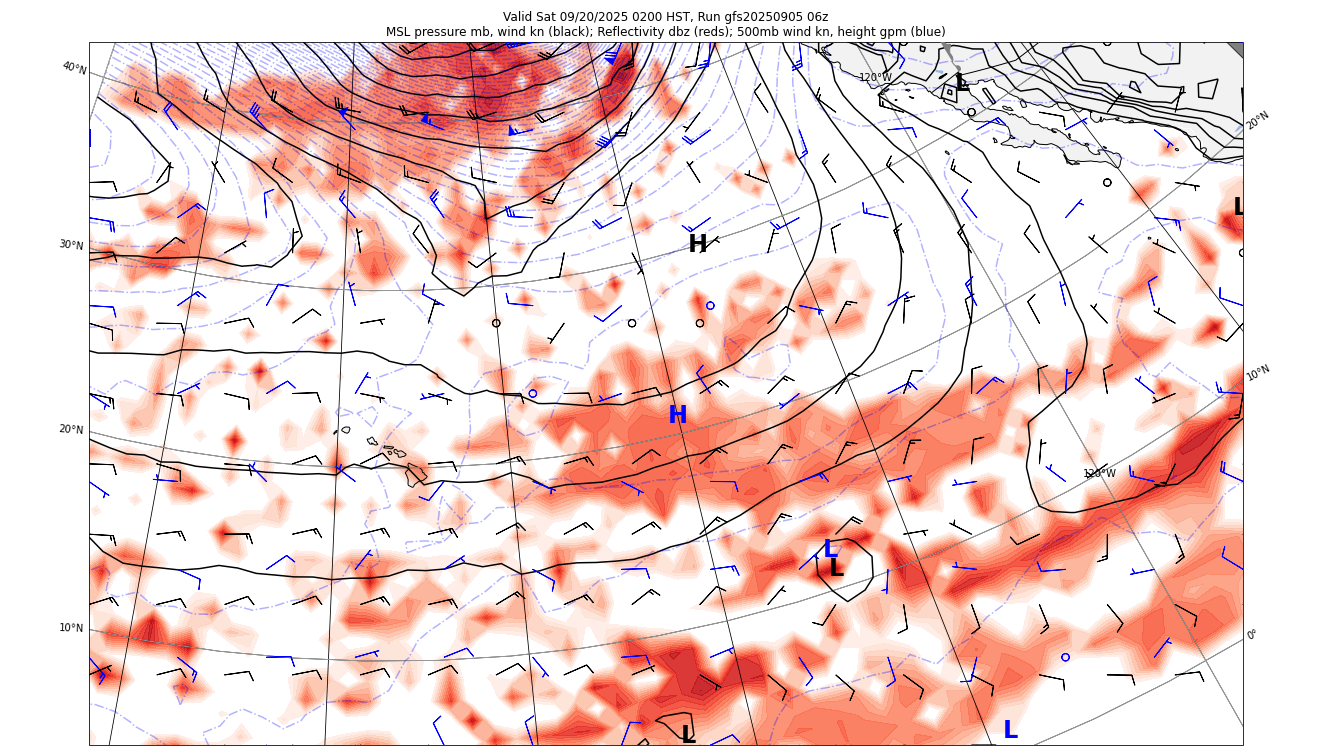 Valid Sat 09/20/2025 0200 HST, Run gfs20250905 06z
MSL pressure mb, wind kn (black); Reflectivity dbz (reds); 500mb wind kn, height gpm (blue)
40°N
120°W
L
20°N
L
30°N
H
10°N
H
20°N
120°W
L
L
10°N
0°
L
L